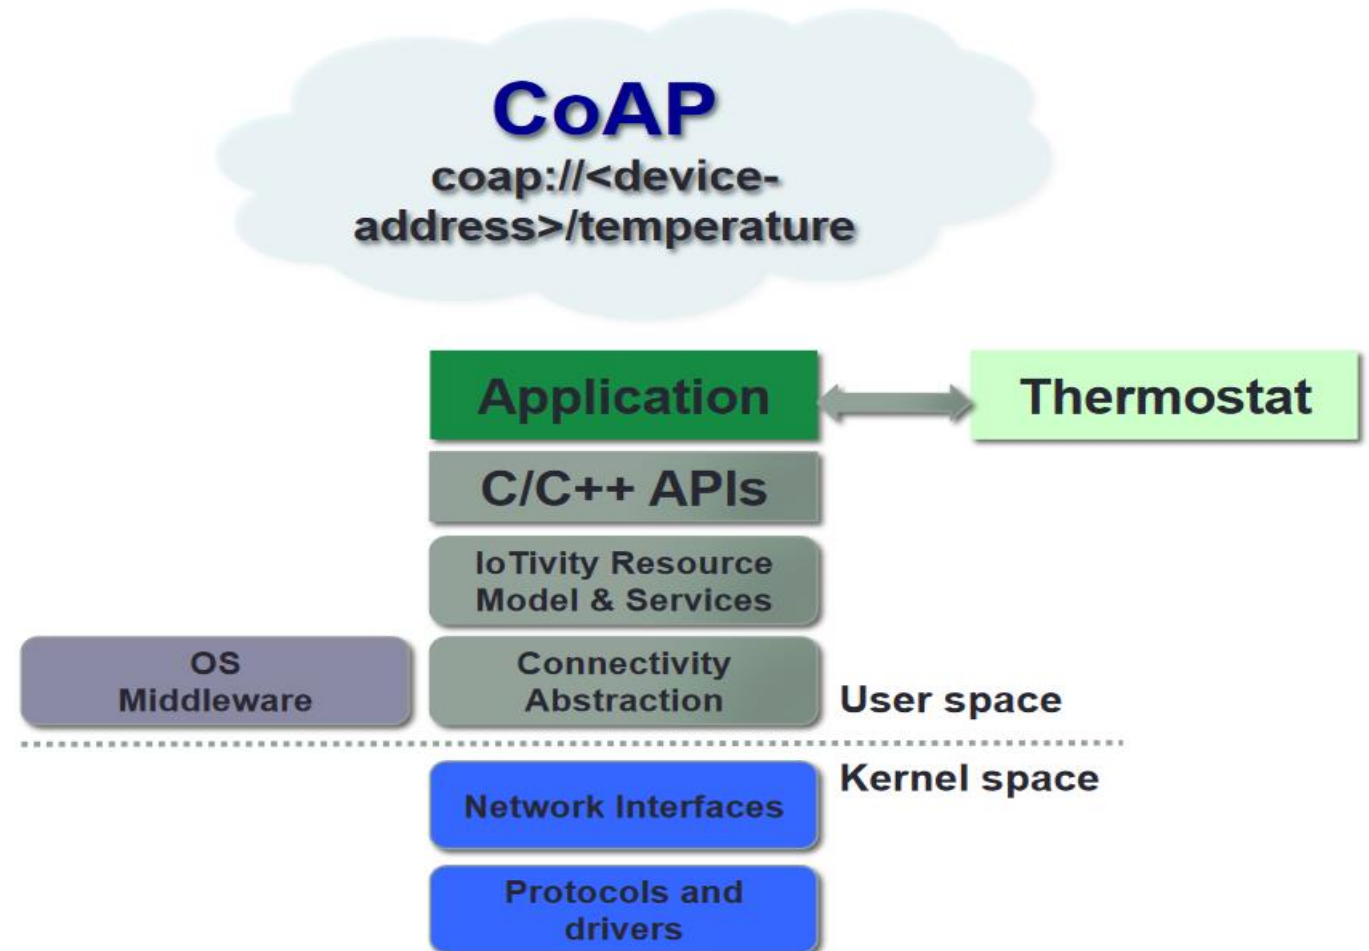 CoAP
coap://<device-
address>/temperature
Application
Thermostat
C/C++ APIs
IoTivity Resource
Model & Services
OS
Middleware
Connectivity
Abstraction
User space
Kernel space
Network Interfaces
Protocols and
drivers